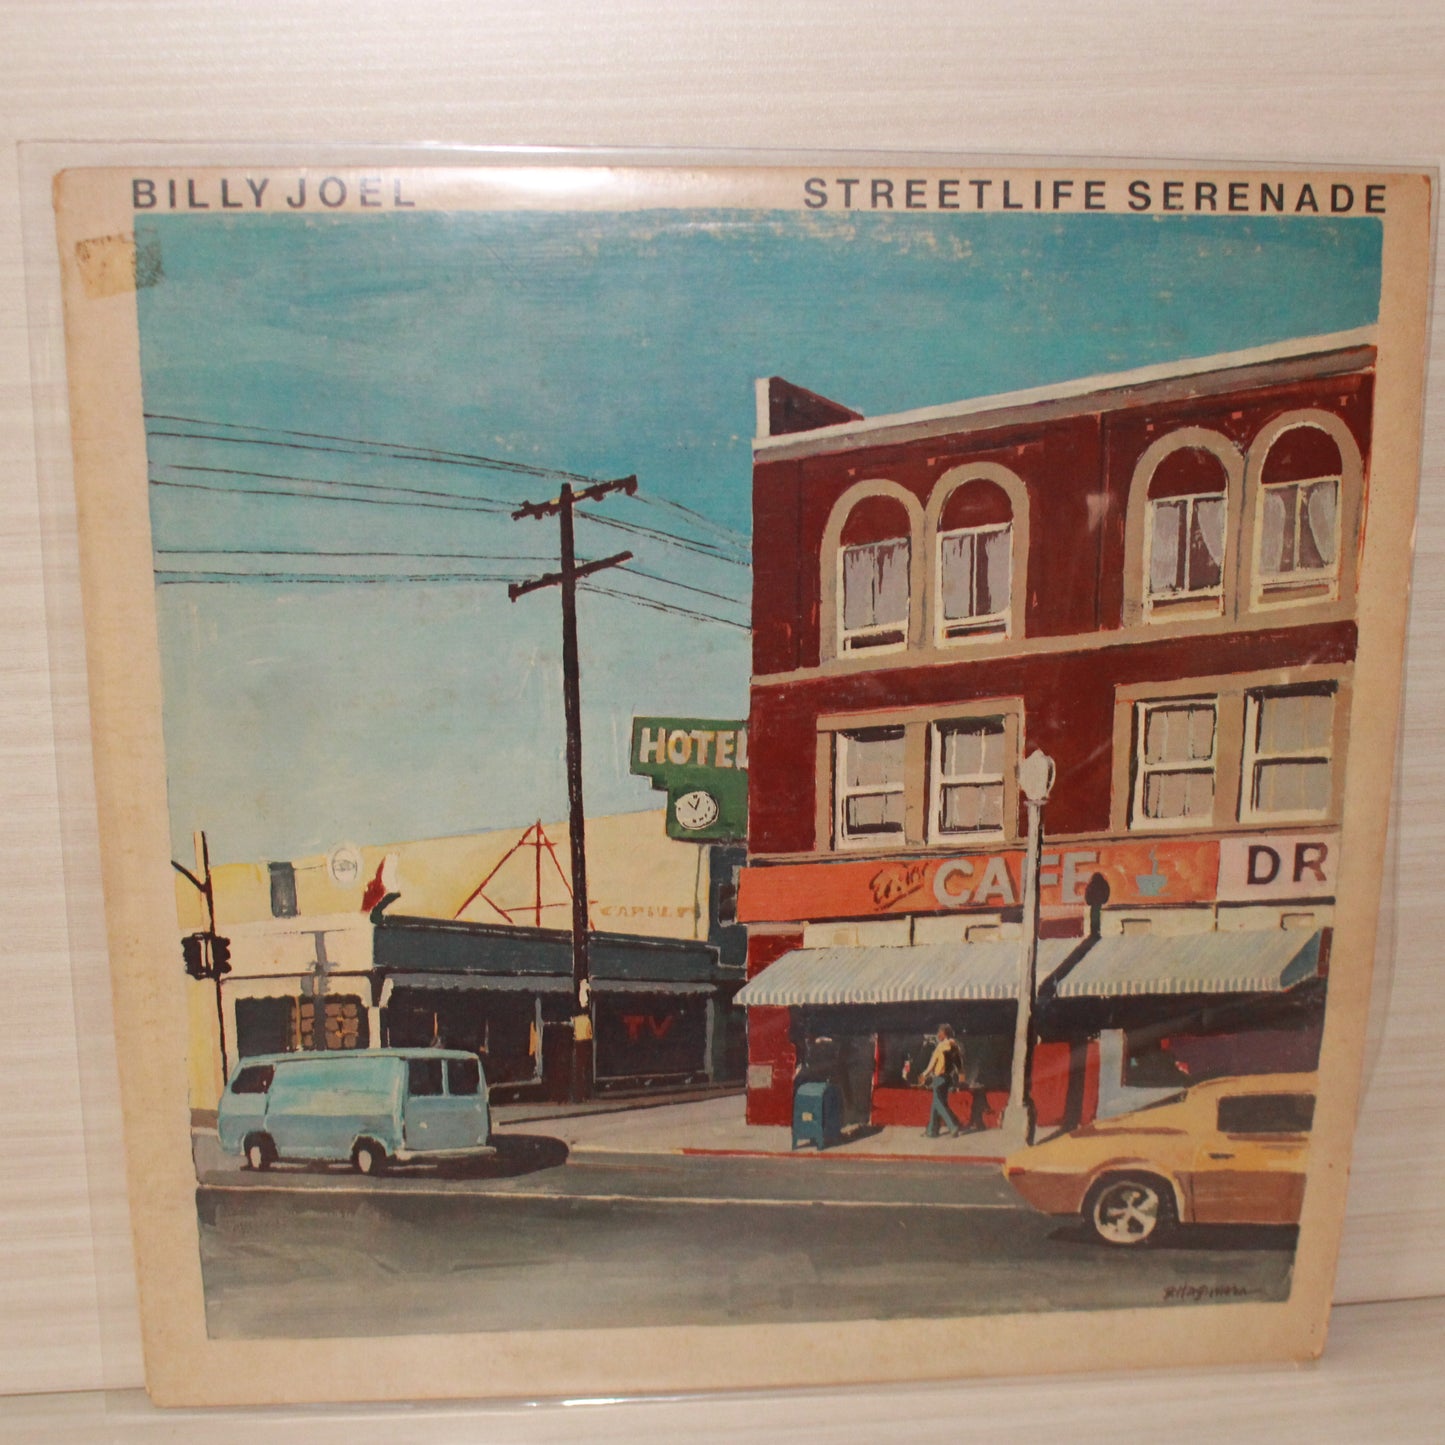 BILLY JOEL STREETLIFE SERENADE
HOTEL
CAFE
DR
TV